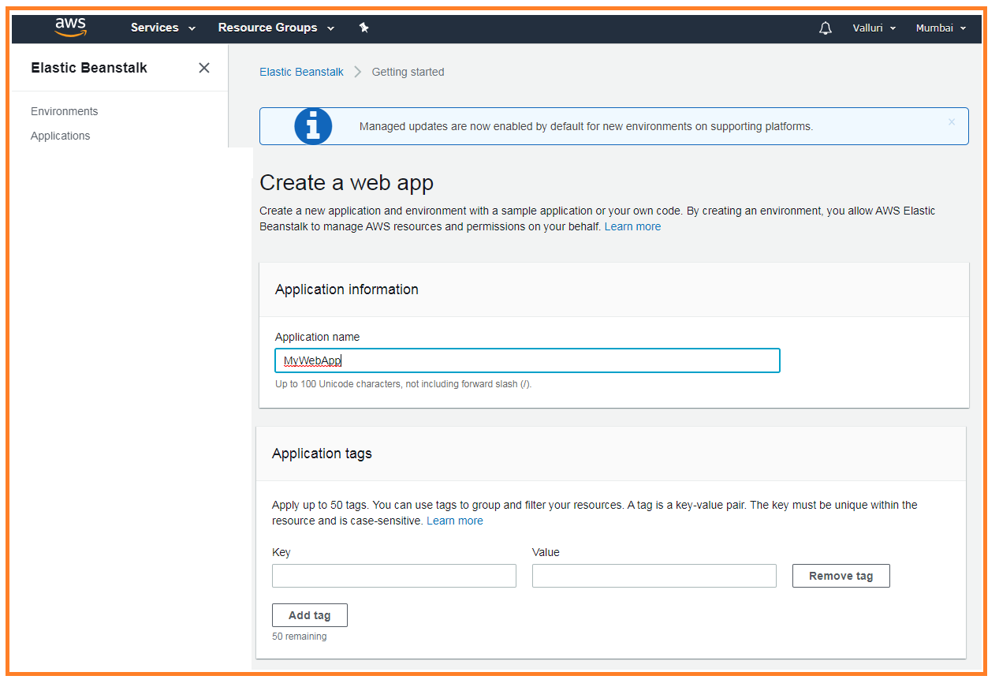 aws Services Resource Groups Valluri Mumbai
Elastic Beanstalk
Environments
Applications
Elastic Beanstalk > Getting started
Managed updates are now enabled by default for new environments on supporting platforms. ×
Create a web app
Create a new application and environment with a sample application or your own code. By creating an environment, you allow AWS Elastic
Beanstalk to manage AWS resources and permissions on your behalf. Learn more
Application information
Application name
MyWebApp
Up to 100 Unicode characters, not including forward slash (/).
Application tags
Apply up to 50 tags. You can use tags to group and filter your resources. A tag is a key-value pair. The key must be unique within the
resource and is case-sensitive. Learn more
Key Value
Remove tag
Add tag
50 remaining